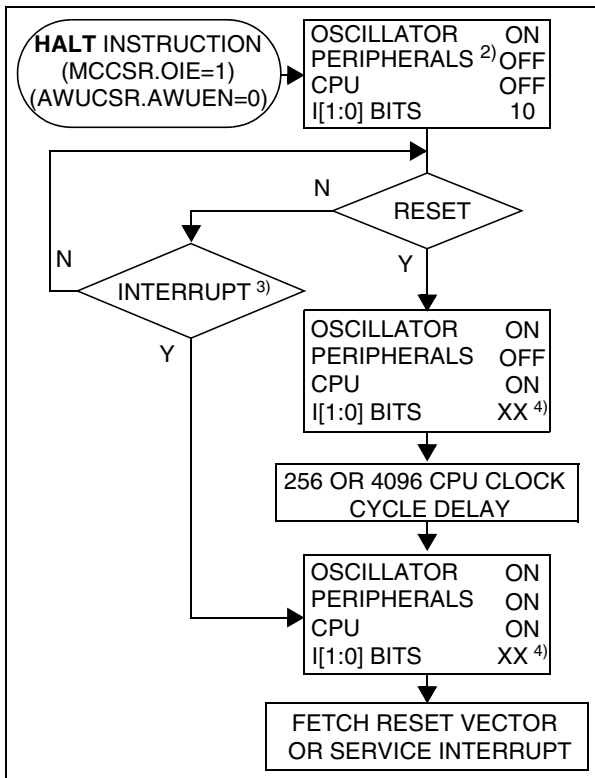 HALT INSTRUCTION
(MCCSR.OIE=1)
(AWUCSR.AWUEN=0)
OSCILLATOR ON
PERIPHERALS 2) OFF
CPU OFF
I[1:0] BITS 10
N
RESET
N
Y
INTERRUPT 3)
Y
OSCILLATOR ON
PERIPHERALS OFF
CPU ON
I[1:0] BITS XX 4)
256 OR 4096 CPU CLOCK
CYCLE DELAY
OSCILLATOR ON
PERIPHERALS ON
CPU ON
I[1:0] BITS XX 4)
FETCH RESET VECTOR
OR SERVICE INTERRUPT